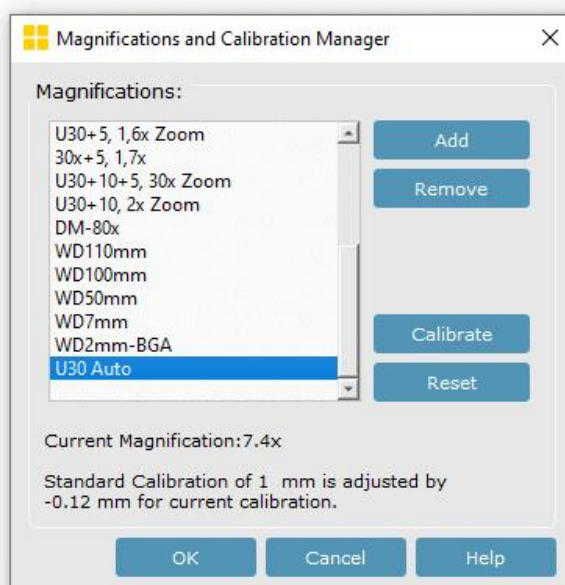 Magnifications and Calibration Manager
Magnifications:
U30+5, 1,6x Zoom
30x+5, 1,7x
U30+10+5, 30x Zoom
U30+10, 2x Zoom
DM-80x
WD110mm
WD100mm
WD50mm
WD7mm
WD2mm-BGA
U30 Auto
Add
Remove
Calibrate
Reset
Current Magnification:7.4x
Standard Calibration of 1 mm is adjusted by
-0.12 mm for current calibration.
OK Cancel Help